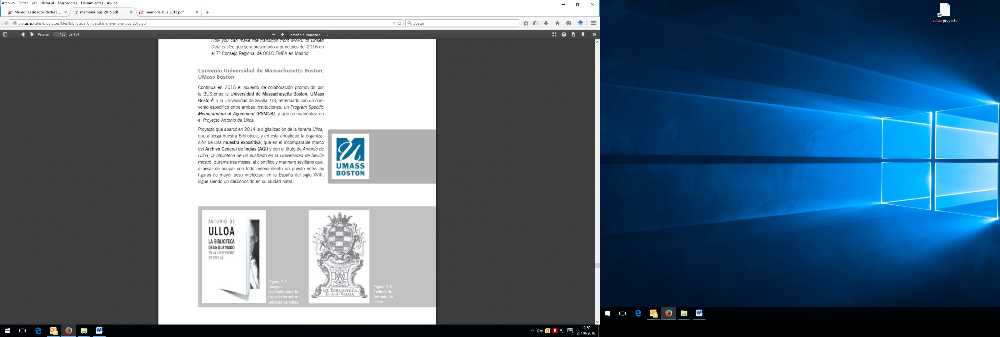 Archivo Editar Ver Historial Marcadores Herramientas Ayuda
Memorias de actividades | ...
memoria_bus_2015.pdf
memoria_bus_2015.pdf
bib.us.es/sites/bib3.us.es/files/Biblioteca_Universitaria/memoria_bus_2015.pdf
Buscar
Página: 125 de 154
Tamaño automático
How you can make the transition from MARC to Linked
Data easier, que será presentado a principios del 2016 en
el 7º Consejo Regional de OCLC EMEA en Madrid.
Convenio Universidad de Massachusetts Boston,
UMass Boston
Continua en 2015 el acuerdo de colaboración promovido por
la BUS entre la Universidad de Massachusetts Boston, UMass
Boston⁸, y la Universidad de Sevilla, US, refrendado con un con-
venio específico entre ambas Instituciones, un Program Specific
Memorandum of Agreement (PSMOA), y que se materializa en
el Proyecto Antonio de Ulloa.
Proyecto que abarcó en 2014 la digitalización de la librería Ulloa,
que alberga nuestra Biblioteca, y en esta anualidad la organiza-
ción de una muestra expositiva, que en el incomparable marco
del Archivo General de Indias (AGI) y con el título de Antonio de
Ulloa, la biblioteca de un ilustrado en la Universidad de Sevilla
mostró, durante tres meses, al científico y marinero sevillano que,
a pesar de ocupar con todo merecimiento un puesto entre las
figuras de mayor peso intelectual en la España del siglo XVIII,
sigue siendo un desconocido en su ciudad natal.
UMASS
BOSTON
ANTONIO DE
ULLOA
LA BIBLIOTECA
DE UN ILUSTRADO
EN LA UNIVERSIDAD
DE SEVILLA
Figura 7.7.
Imagen
diseñada para la
exposición sobre
Antonio de Ulloa
EX BIBLIOTECA
D. A. de VLLOA
Figura 7.8.
Exlibris de
Antonio de
Ulloa
12:50
21/10/2016
editar proyecto